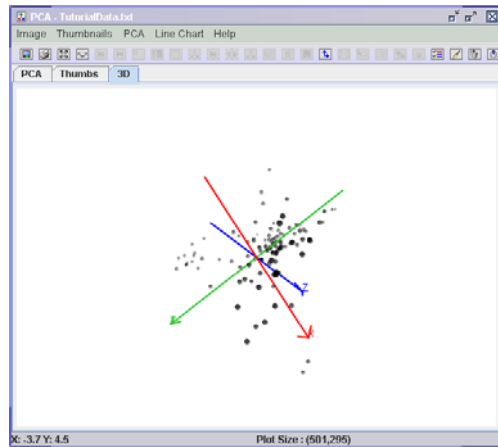 PCA - TutorialData.txt
Image Thumbnails PCA Line Chart Help
PCA Thumbs 3D
Z
X
X: -3.7 Y: 4.5 Plot Size : (501,295)